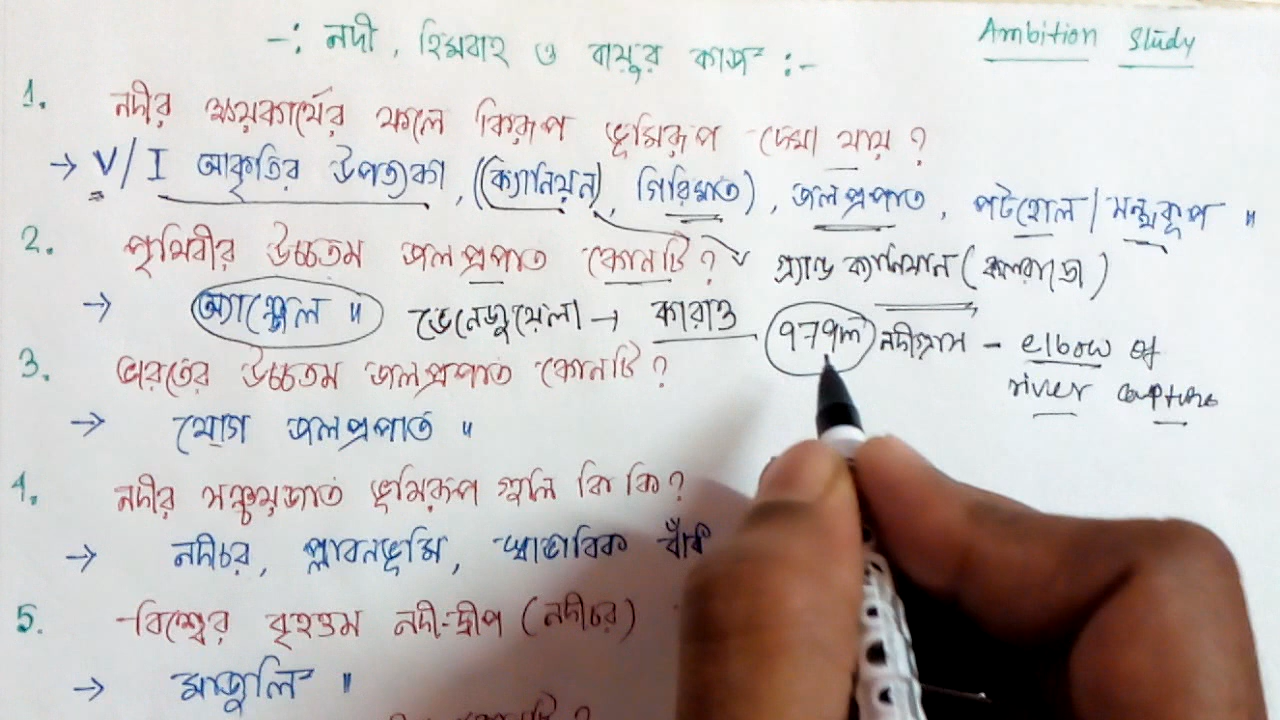 -: নদী, হিমবাহ ও বায়ুর কাজ :-
Ambition Study
1. নদীর ক্ষয়কার্যের ফলে কিরূপ ভূমিরূপ দেখা যায় ?
→ V/I আকৃতির উপত্যকা, ((ক্যানিয়ন), গিরিখাত), জলপ্রপাত, পটহোল/মন্থকূপ "
2. পৃথিবীর উচ্চতম জলপ্রপাত কোনটি ? গ্র্যান্ড ক্যানিয়ান (কলরাডো)
→ অ্যাঞ্জেল " ভেনেজুয়েলা → কারাও 979মি নদীগ্রাস - elbow of
river capture
3. ভারতের উচ্চতম জলপ্রপাত কোনটি ?
→ যোগ জলপ্রপাত "
4. নদীর সঞ্চয়জাত ভূমিরূপ গুলি কি কি ?
→ নদীচর, প্লাবনভূমি, স্বাভাবিক বাঁধ
5. বিশ্বের বৃহত্তম নদী-দ্বীপ (নদীচর)
→ মাজুলি "